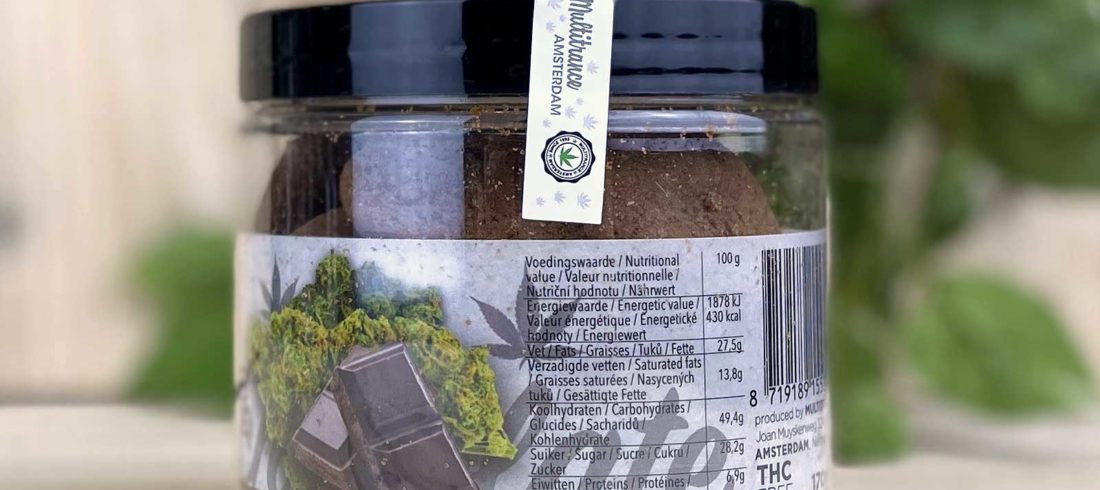 Multitrance
AMSTERDAM
Voedingswaarde / Nutritional
value / Valeur nutritionnelle /
Nutriční hodnotu / Nährwert
100 g
Energiewaarde / Energetic value /
Valeur énergétique / Energetické
hodnoty / Energiewert
1878 kJ
430 kcal
Vet / Fats / Graisses / Tuků / Fette
27,5g
Verzadigde vetten / Saturated fats
/ Graisses saturées / Nasycených
tuků / Gesättigte Fette
13,8g
Koolhydraten / Carbohydrates /
Glucides / Sacharidů /
Kohlenhydrate
49,4g
Suiker / Sugar / Sucre / Cukru /
Zucker
28,2g
Eiwitten / Proteins / Protéines /
6,9g
8 719189 15
produced by
Joan Muyskenweg
AMSTERDAM,
THC
FREE